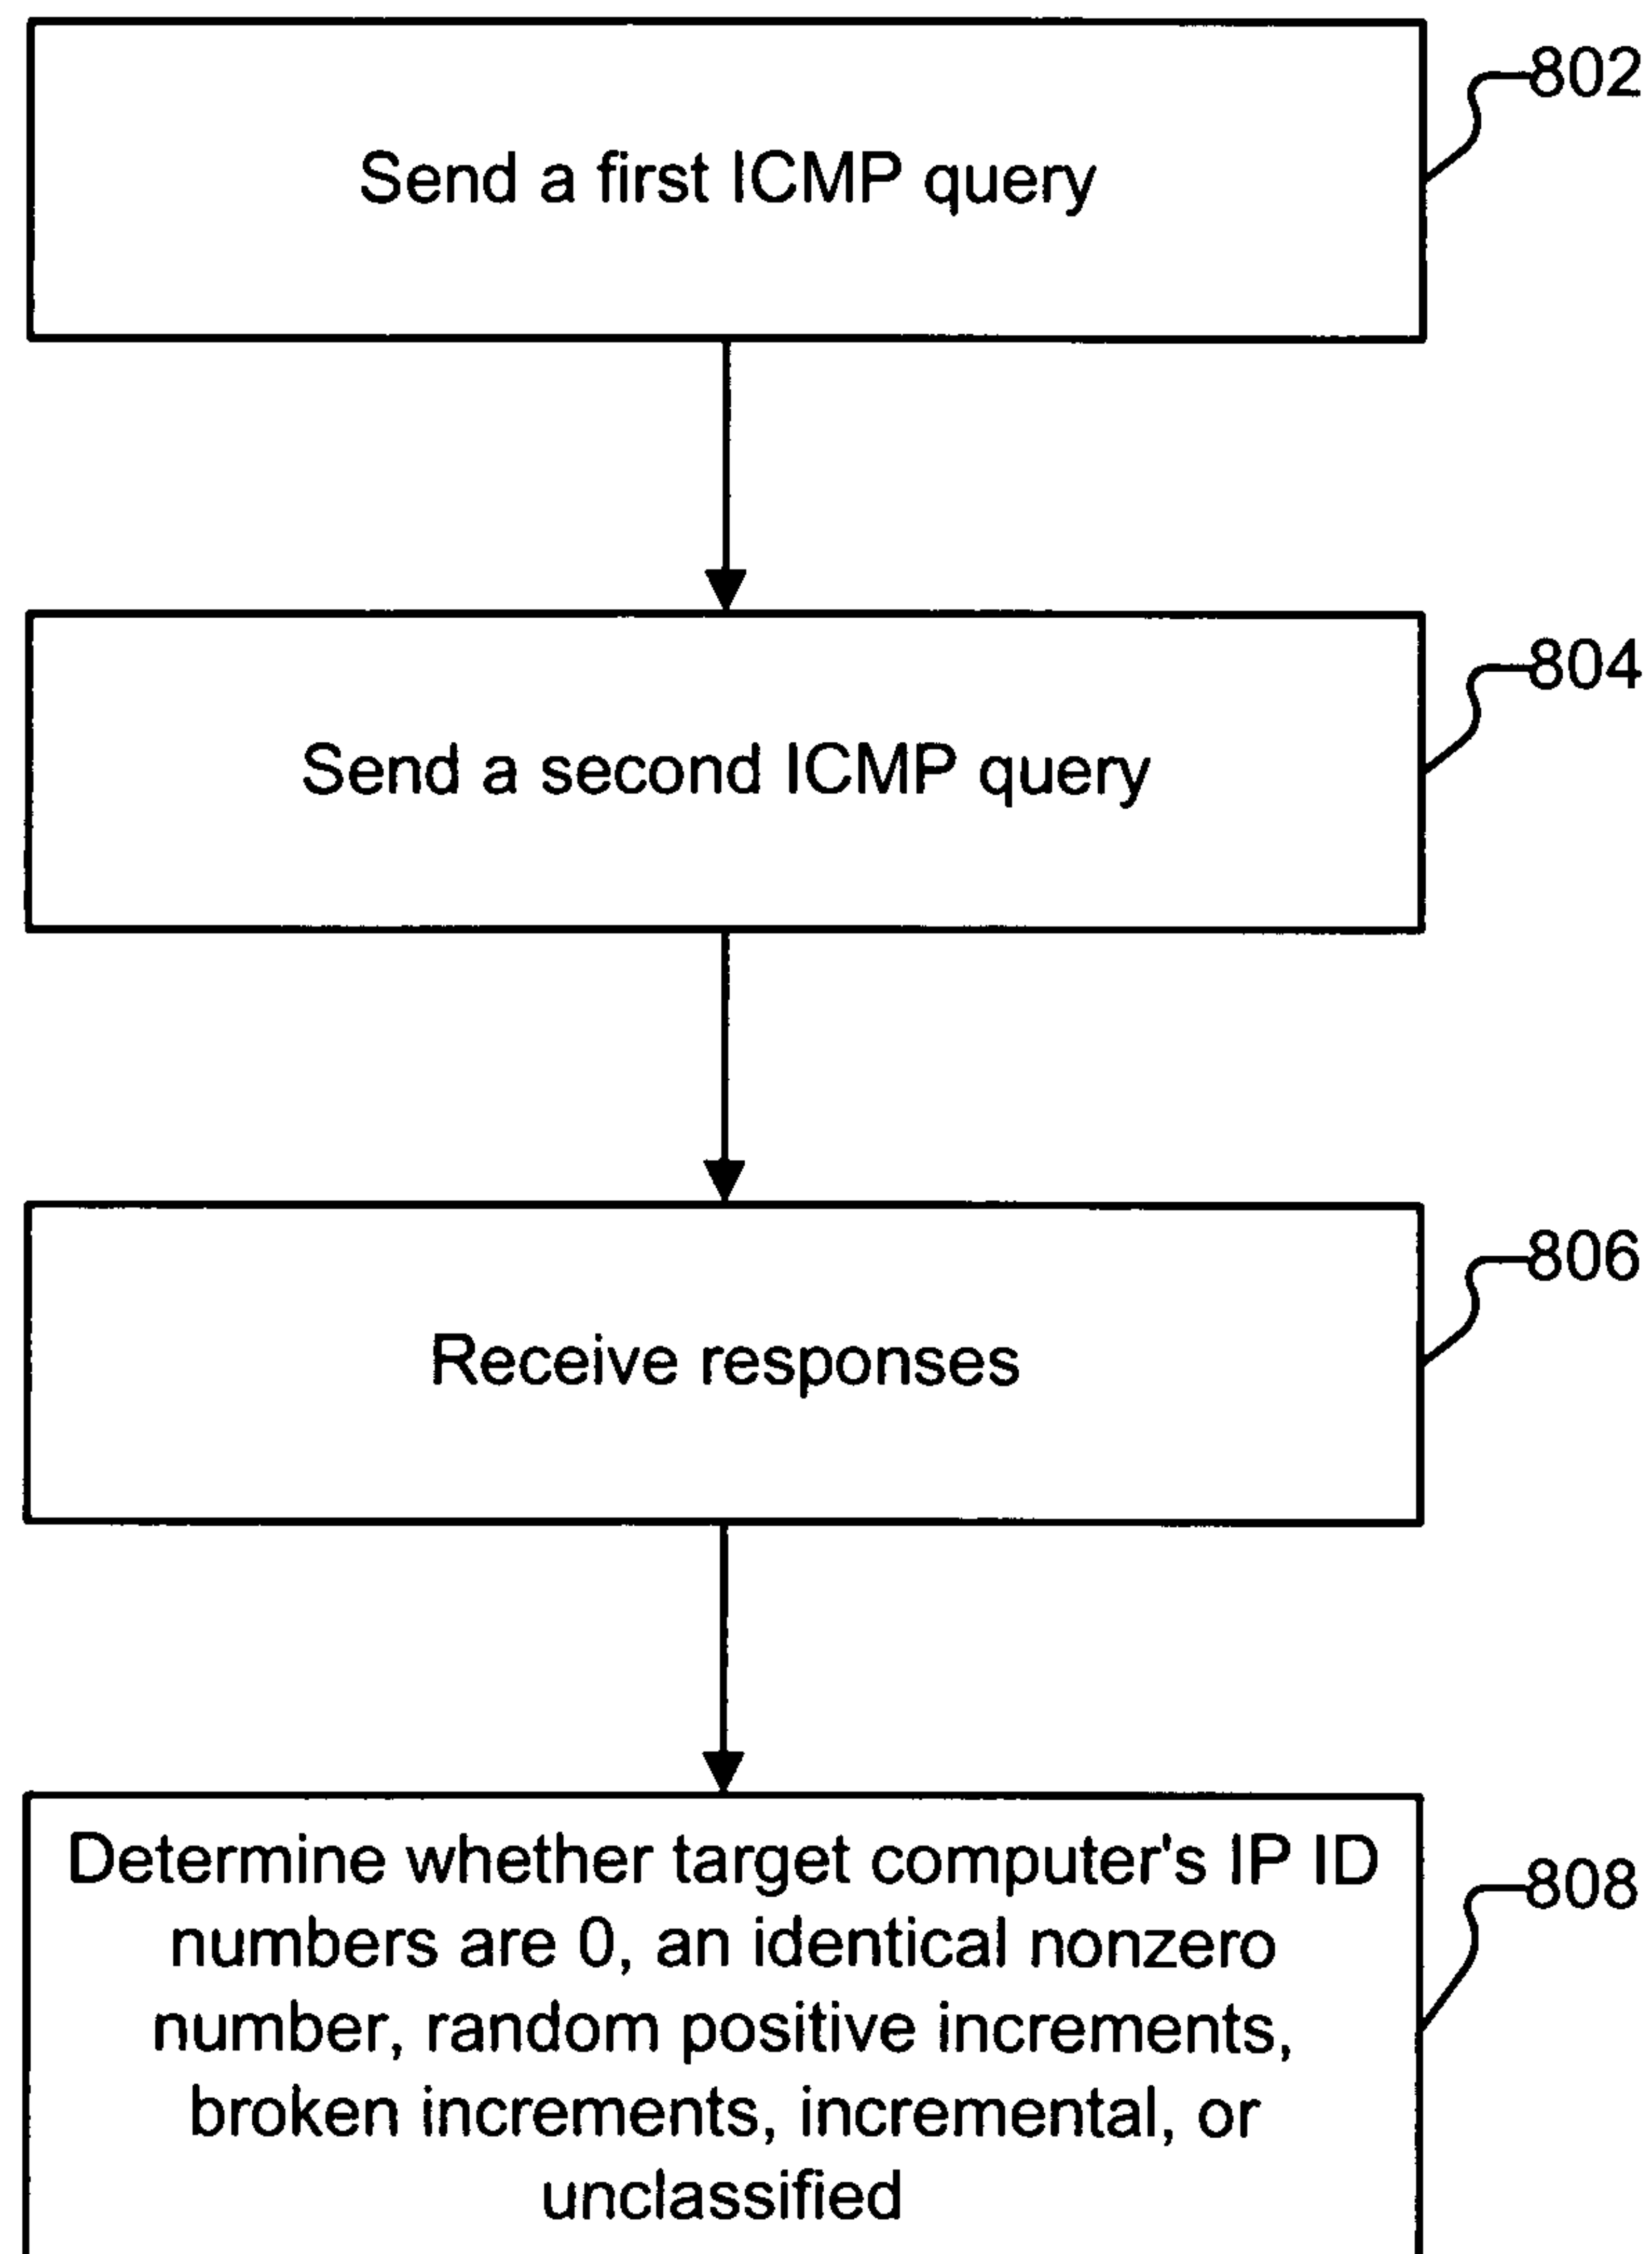 802
Send a first ICMP query
804
Send a second ICMP query
806
Receive responses
808
Determine whether target computer's IP ID
numbers are 0, an identical nonzero
number, random positive increments,
broken increments, incremental, or
unclassified